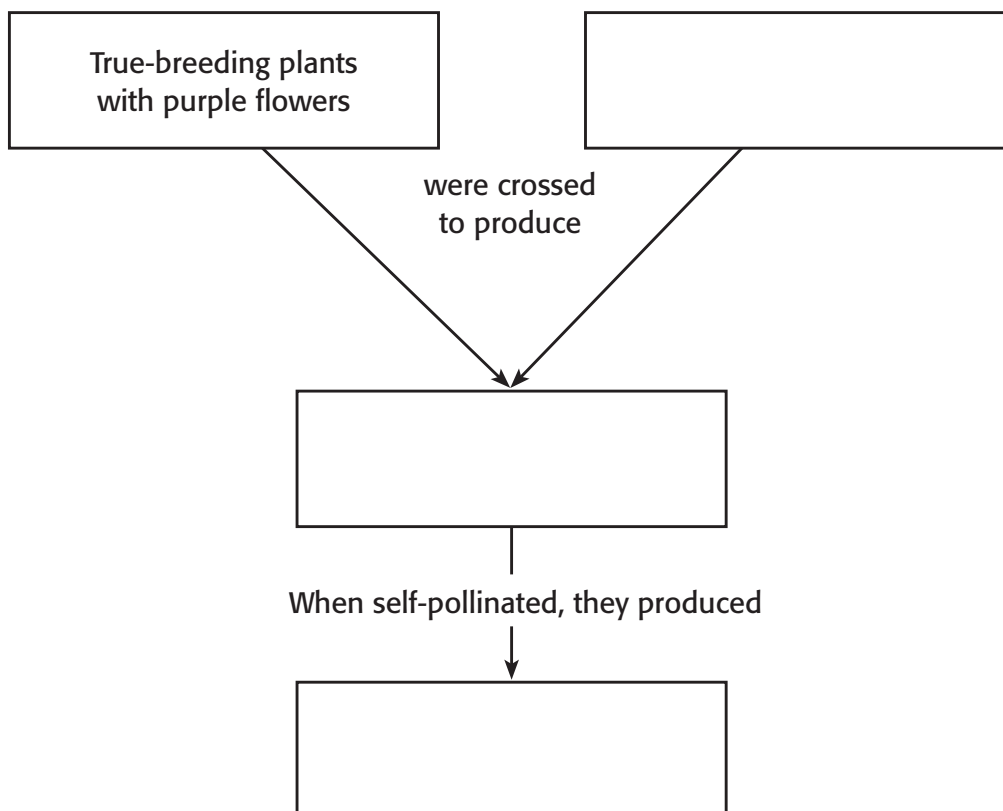 True-breeding plants
with purple flowers
were crossed
to produce
When self-pollinated, they produced